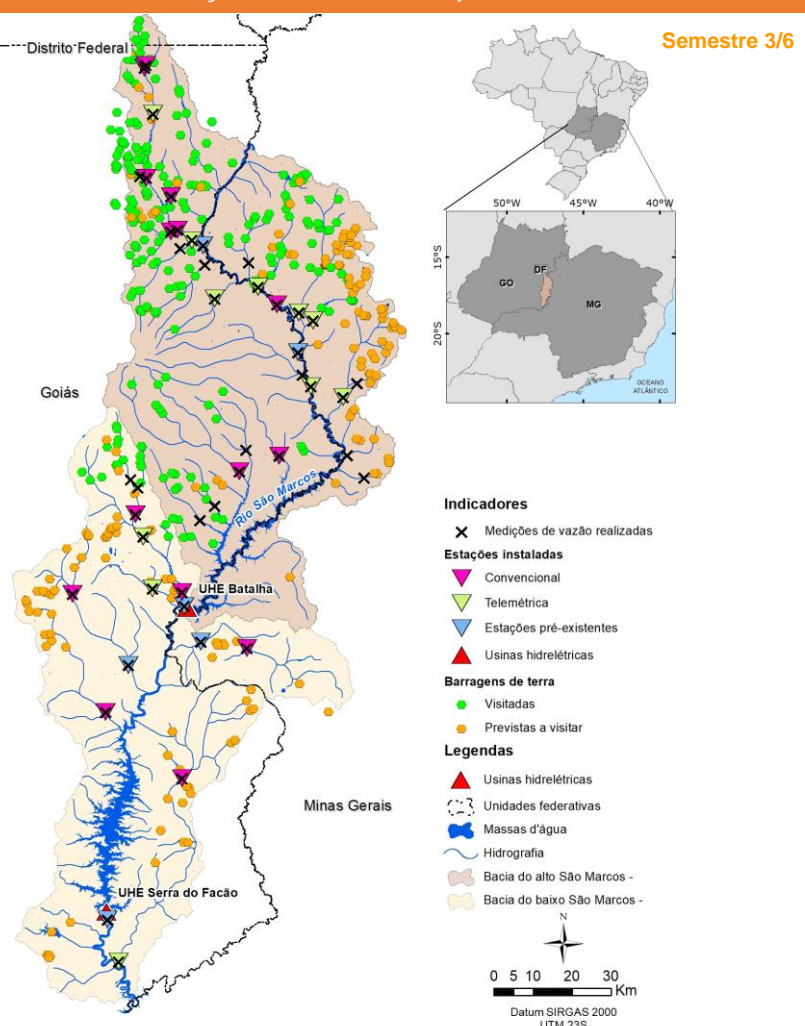 Semestre 3/6
Distrito Federal
Goiás
Rio São Marcos
UHE Batalha
Minas Gerais
UHE Serra do Facão
50°W 45°W 40°W
15°S
20°S
DF
GO
MG
OCEANO
ATLÂNTICO
Indicadores
Medições de vazão realizadas
Estações instaladas
Convencional
Telemétrica
Estações pré-existentes
Usinas hidrelétricas
Barragens de terra
Visitadas
Previstas a visitar
Legendas
Usinas hidrelétricas
Unidades federativas
Massas d'água
Hidrografia
Bacia do alto São Marcos -
Bacia do baixo São Marcos -
N
0 5 10 20 30
Km
Datum SIRGAS 2000
UTM 23S